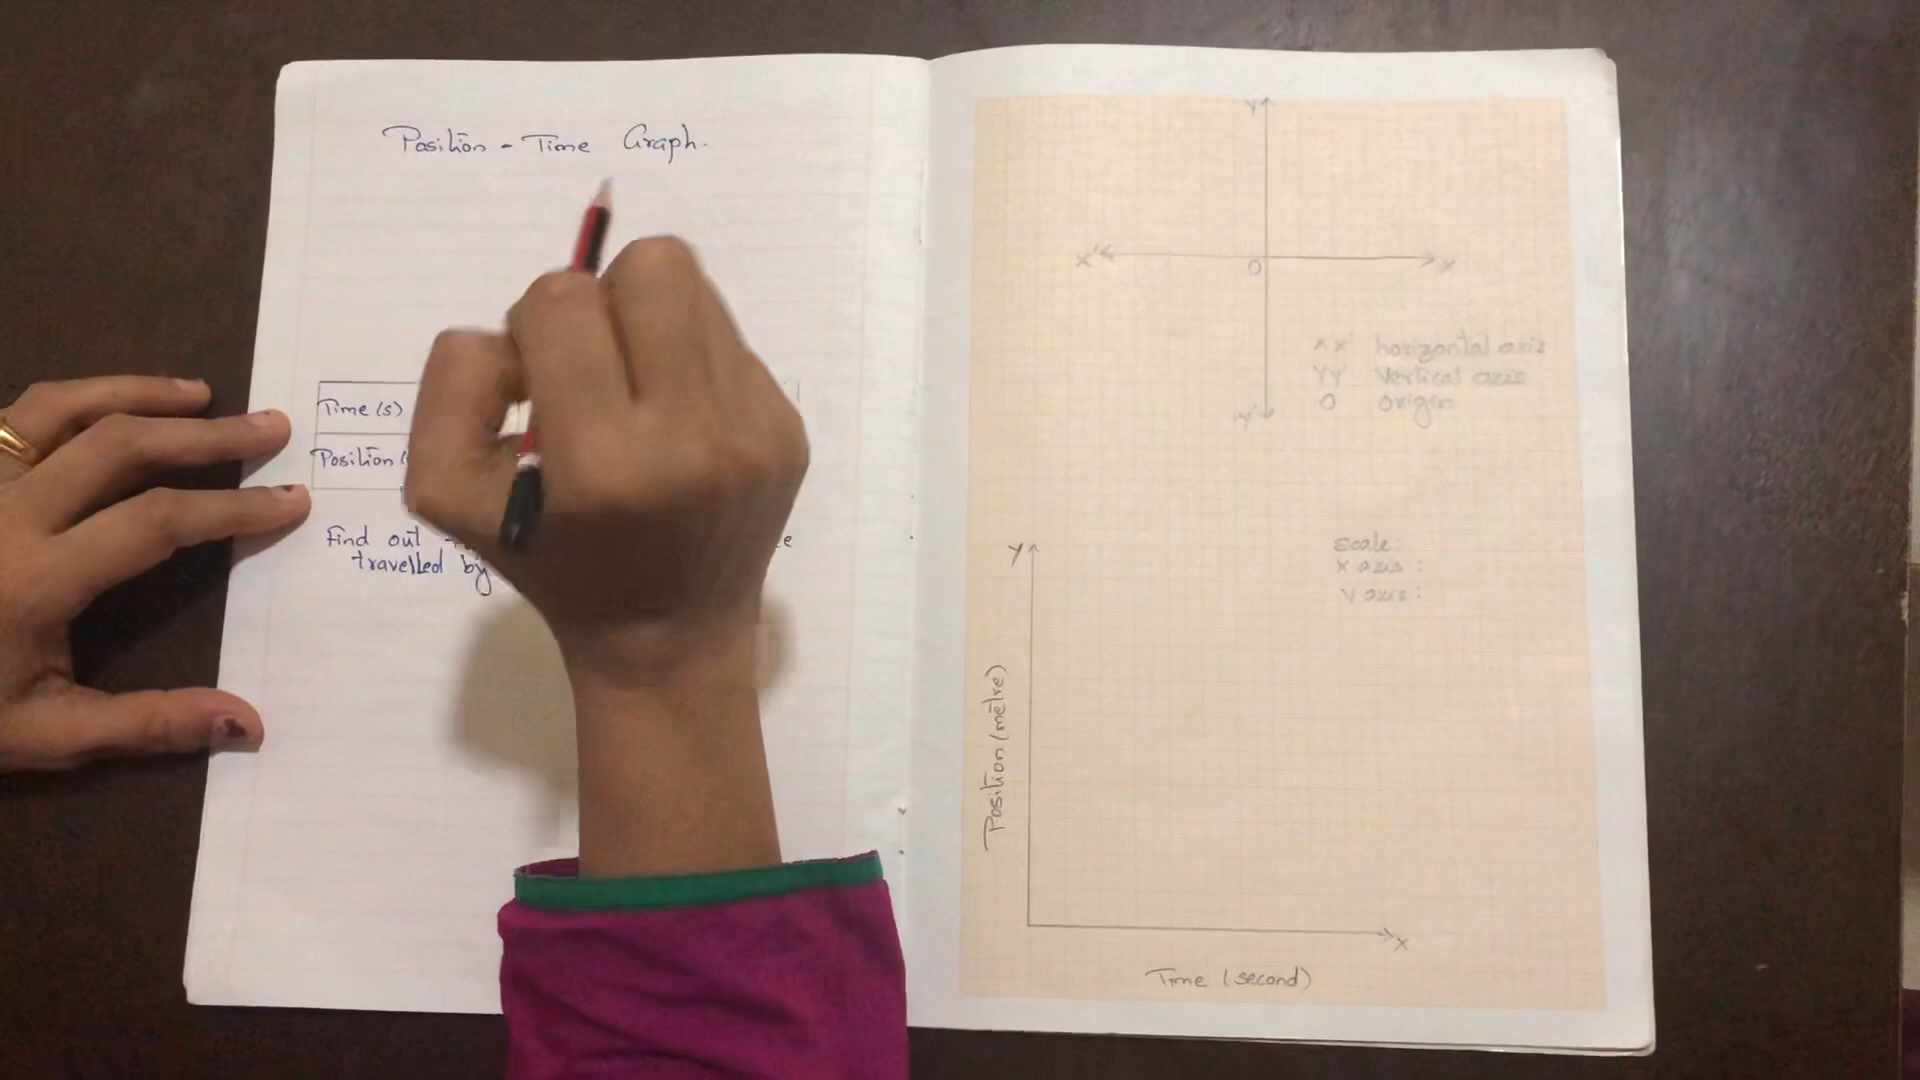 Position - Time Graph.
Time (s)
Position (
Find out
travelled by
Y
X' X
O
Y'
XX' horizontal axis
YY' vertical axis
O origin
Y
Scale:
X axis :
Y axis :
Position (metre)
X
Time (second)